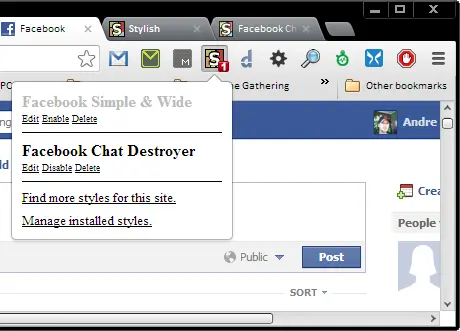 Facebook
Stylish
Facebook Ch
M
S
1
d
ne Gathering
Other bookmarks
Facebook Simple & Wide
Edit Enable Delete
Facebook Chat Destroyer
Edit Disable Delete
Find more styles for this site.
Manage installed styles.
Andre
Crea
People
Public
Post
SORT